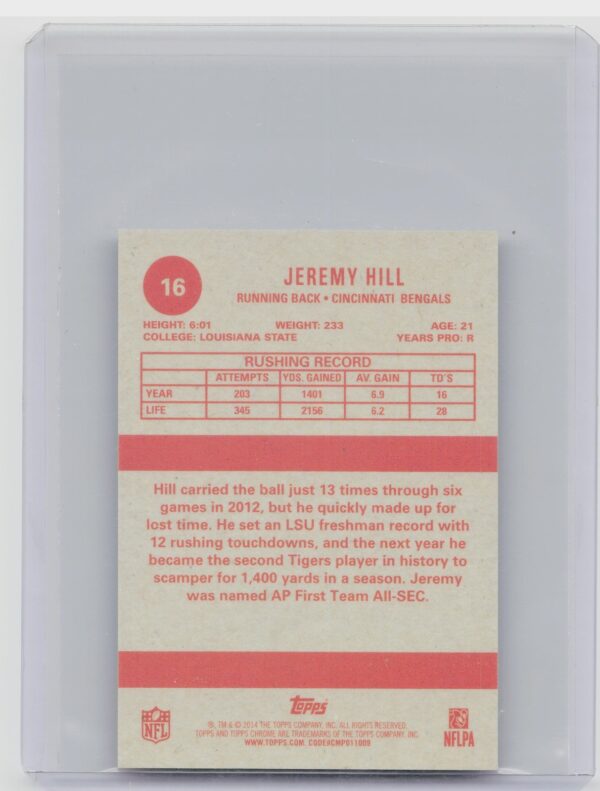 16
JEREMY HILL
RUNNING BACK • CINCINNATI BENGALS
HEIGHT: 6:01 WEIGHT: 233 AGE: 21
COLLEGE: LOUISIANA STATE YEARS PRO: R
RUSHING RECORD
ATTEMPTS YDS. GAINED AV. GAIN TD'S
YEAR 203 1401 6.9 16
LIFE 345 2156 6.2 28
Hill carried the ball just 13 times through six
games in 2012, but he quickly made up for
lost time. He set an LSU freshman record with
12 rushing touchdowns, and the next year he
became the second Tigers player in history to
scamper for 1,400 yards in a season. Jeremy
was named AP First Team All-SEC.
NFL
topps
®, TM & © 2014 THE TOPPS COMPANY, INC. ALL RIGHTS RESERVED.
TOPPS AND TOPPS CHROME ARE TRADEMARKS OF THE TOPPS COMPANY, INC.
WWW.TOPPS.COM. CODE#CMP011009
NFLPA